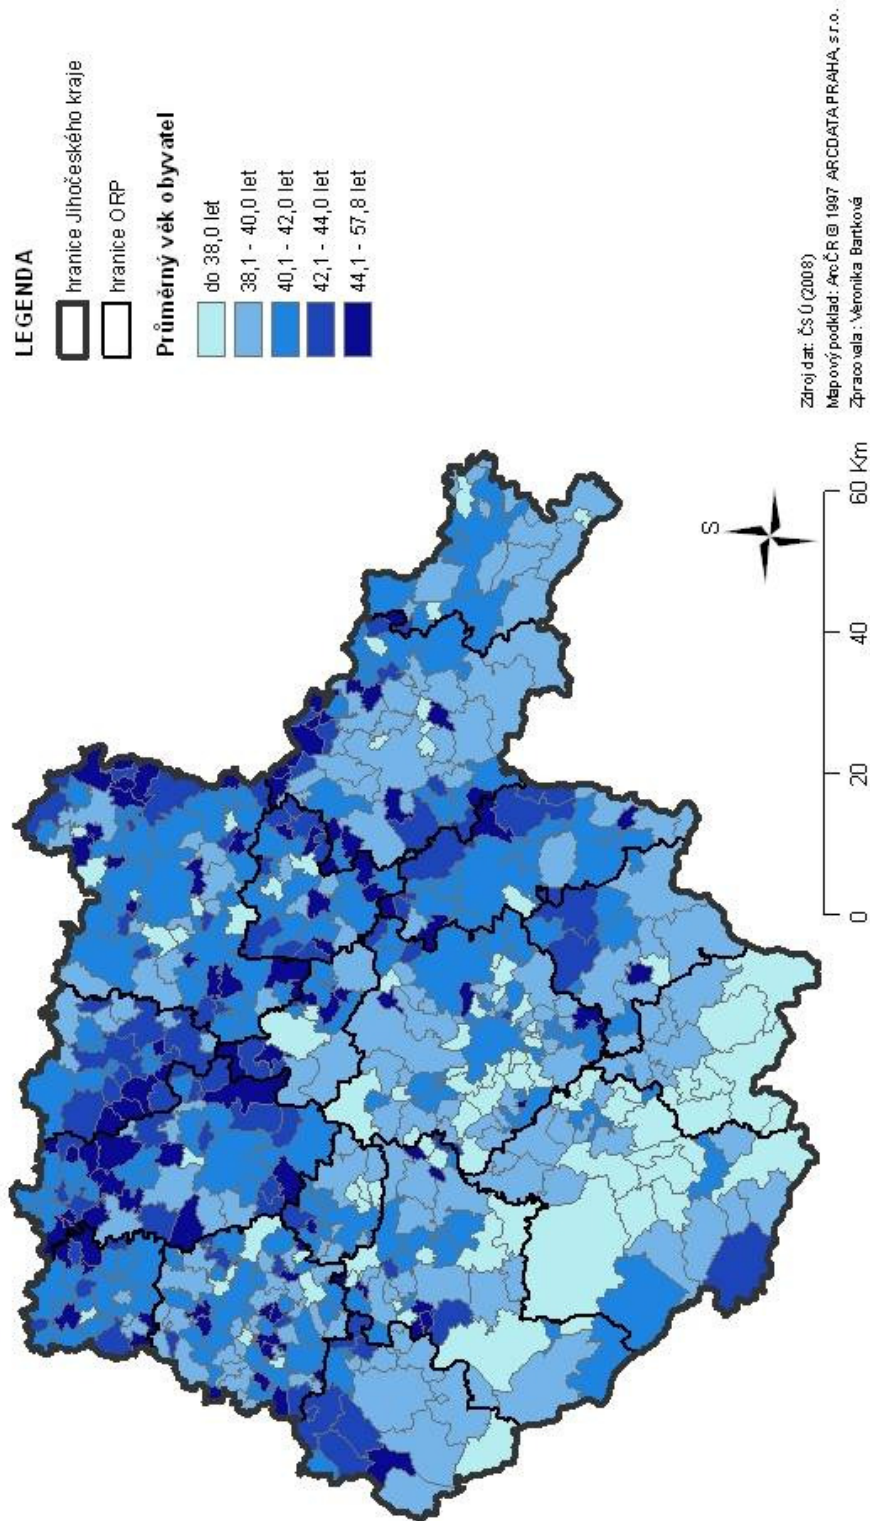 LEGENDA
hranice Jihočeského kraje
hranice ORP
Průměrný věk obyvatel
do 38,0 let
38,1 - 40,0 let
40,1 - 42,0 let
42,1 - 44,0 let
44,1 - 57,8 let
S
0 20 40 60 Km
Zdroj dat: ČSÚ (2008)
Mapový podklad: ArcČR © 1997 ARCDATA PRAHA, s.r.o.
Zpracovala: Veronika Bartková